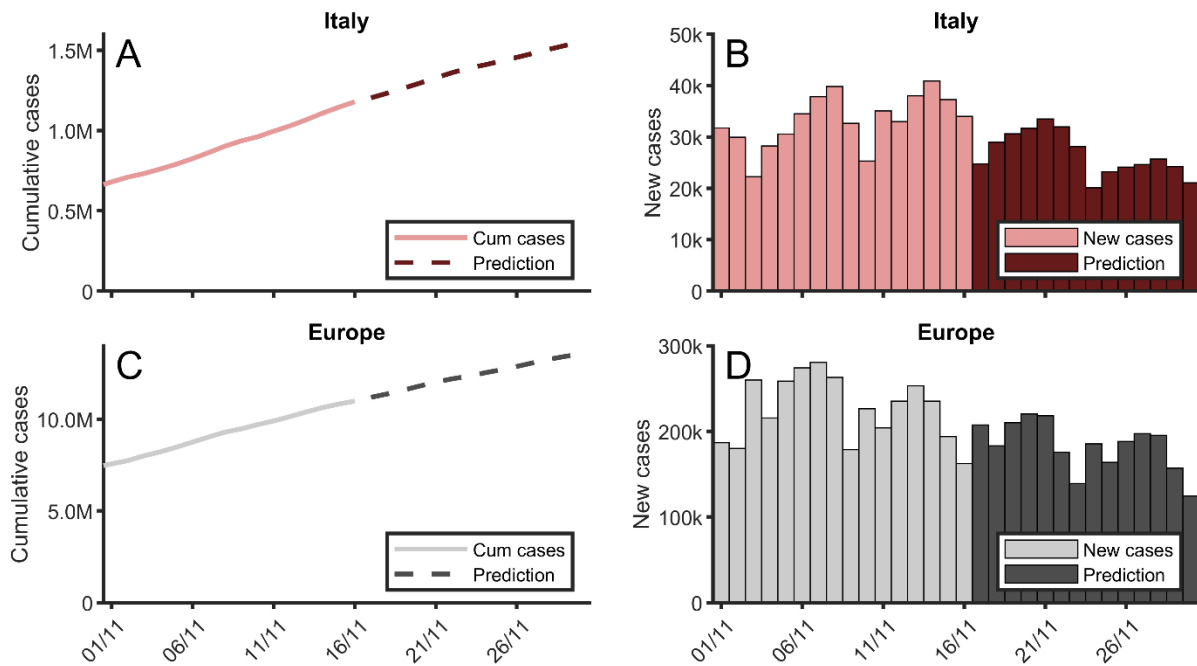 Italy
A
Cumulative cases
1.5M
1.0M
0.5M
0
Cum cases
Prediction
Italy
B
New cases
50k
40k
30k
20k
10k
0
New cases
Prediction
Europe
C
Cumulative cases
10.0M
5.0M
0
Cum cases
Prediction
01/11 06/11 11/11 16/11 21/11 26/11
Europe
D
New cases
300k
200k
100k
0
New cases
Prediction
01/11 06/11 11/11 16/11 21/11 26/11